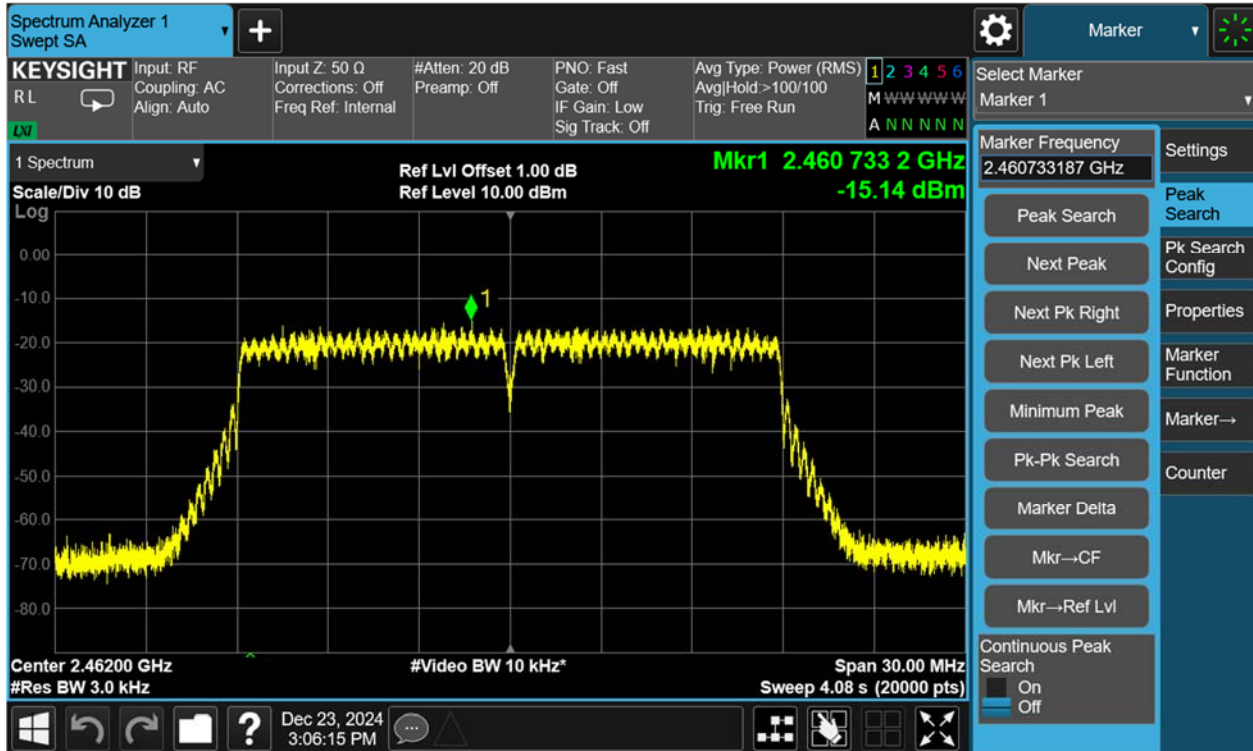 Spectrum Analyzer 1
Swept SA
+
Marker
KEYSIGHT
RL
LXI
Input: RF
Coupling: AC
Align: Auto
Input Z: 50 Ω
Corrections: Off
Freq Ref: Internal
#Atten: 20 dB
Preamp: Off
PNO: Fast
Gate: Off
IF Gain: Low
Sig Track: Off
Avg Type: Power (RMS)
Avg|Hold:>100/100
Trig: Free Run
1 2 3 4 5 6
M W W W W W
A N N N N N
Select Marker
Marker 1
1 Spectrum
Scale/Div 10 dB
Log
Ref Lvl Offset 1.00 dB
Ref Level 10.00 dBm
Mkr1 2.460 733 2 GHz
-15.14 dBm
0.00
-10.0
-20.0
-30.0
-40.0
-50.0
-60.0
-70.0
-80.0
1
Center 2.46200 GHz
#Res BW 3.0 kHz
#Video BW 10 kHz*
Span 30.00 MHz
Sweep 4.08 s (20000 pts)
Marker Frequency
2.460733187 GHz
Peak Search
Next Peak
Next Pk Right
Next Pk Left
Minimum Peak
Pk-Pk Search
Marker Delta
Mkr→CF
Mkr→Ref Lvl
Continuous Peak
Search
On
Off
Settings
Peak
Search
Pk Search
Config
Properties
Marker
Function
Marker→
Counter
?
Dec 23, 2024
3:06:15 PM